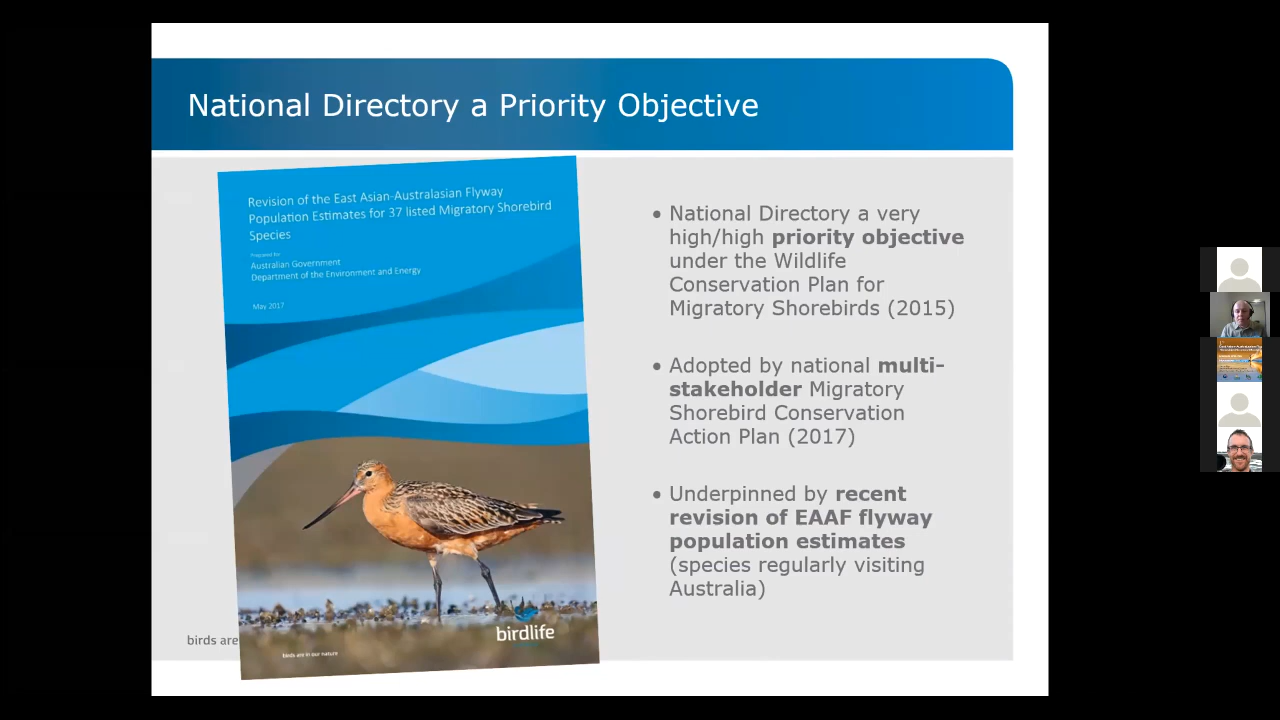 National Directory a Priority Objective
Revision of the East Asian-Australasian Flyway
Population Estimates for 37 listed Migratory Shorebird
Species
Prepared for
Australian Government
Department of the Environment and Energy
May 2017
birdlife
birds are in our nature
birds are
• National Directory a very
high/high priority objective
under the Wildlife
Conservation Plan for
Migratory Shorebirds (2015)
• Adopted by national multi-
stakeholder Migratory
Shorebird Conservation
Action Plan (2017)
• Underpinned by recent
revision of EAAF flyway
population estimates
(species regularly visiting
Australia)